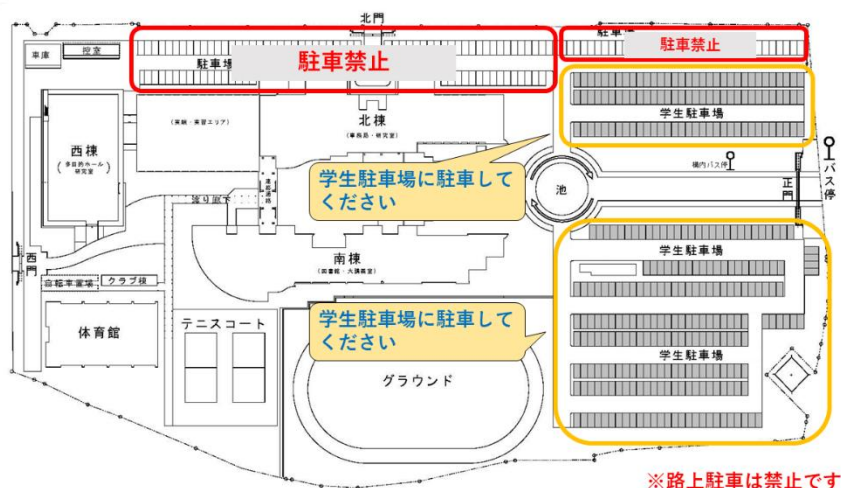 北門
車庫
控室
駐車場
駐車禁止
駐車禁止
学生駐車場
西棟
(多目的ホール
研究室)
(実験・実習エリア)
北棟
(事務局・研究室)
学生駐車場に駐車して
ください
池
構内バス停
正門
バス停
渡り廊下
南棟
(図書館・大講義室)
学生駐車場
西門
自転車置場
クラブ棟
体育館
テニスコート
学生駐車場に駐車して
ください
グラウンド
学生駐車場
※路上駐車は禁止です